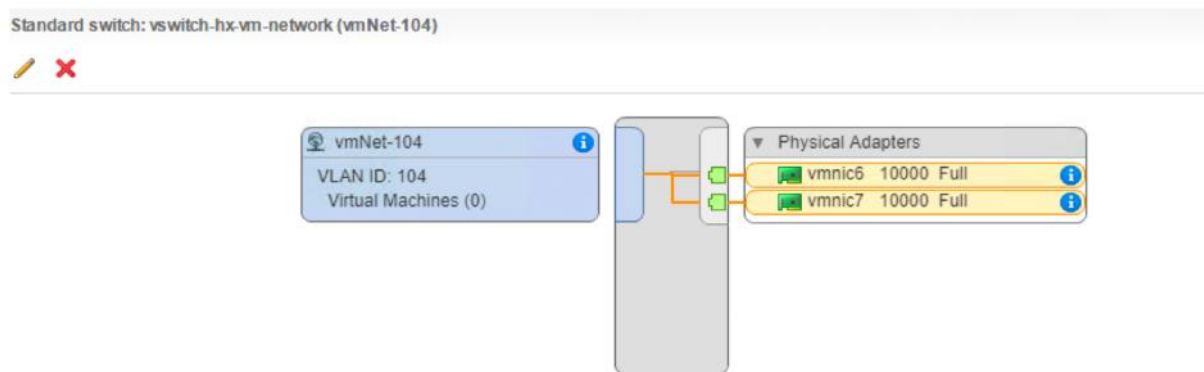 Standard switch: vswitch-hx-vm-network (vmNet-104)
vmNet-104
VLAN ID: 104
Virtual Machines (0)
Physical Adapters
vmnic6 10000 Full
vmnic7 10000 Full